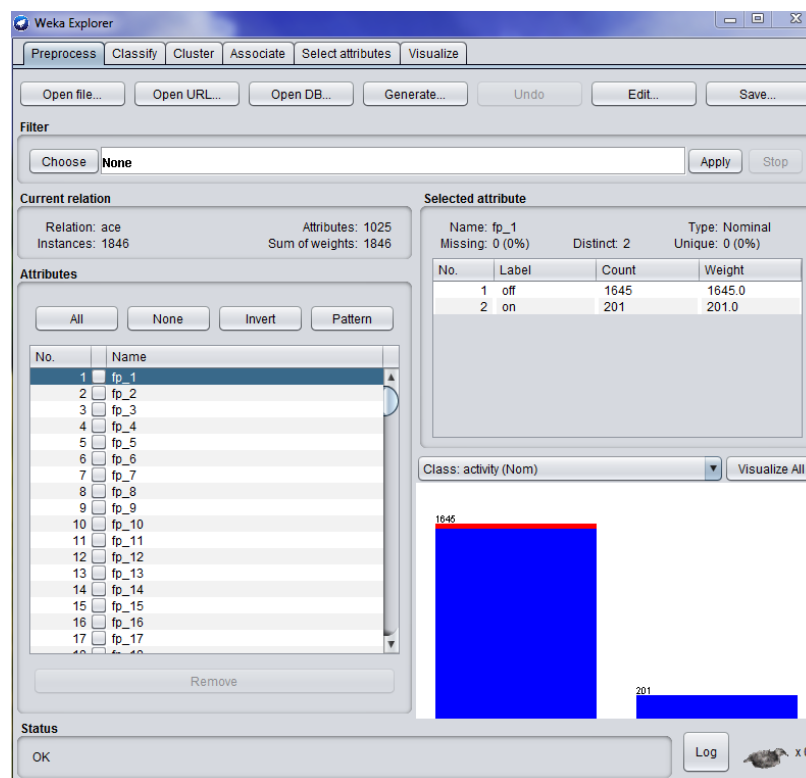 Weka Explorer
Preprocess Classify Cluster Associate Select attributes Visualize
Open file... Open URL... Open DB... Generate... Undo Edit... Save...
Filter
Choose None Apply Stop
Current relation
Relation: ace Attributes: 1025
Instances: 1846 Sum of weights: 1846
Attributes
All None Invert Pattern
No. Name
1 fp_1
2 fp_2
3 fp_3
4 fp_4
5 fp_5
6 fp_6
7 fp_7
8 fp_8
9 fp_9
10 fp_10
11 fp_11
12 fp_12
13 fp_13
14 fp_14
15 fp_15
16 fp_16
17 fp_17
Remove
Selected attribute
Name: fp_1 Type: Nominal
Missing: 0 (0%) Distinct: 2 Unique: 0 (0%)
No. Label Count Weight
1 off 1645 1645.0
2 on 201 201.0
Class: activity (Nom) Visualize All
1645
201
Status
OK
Log x